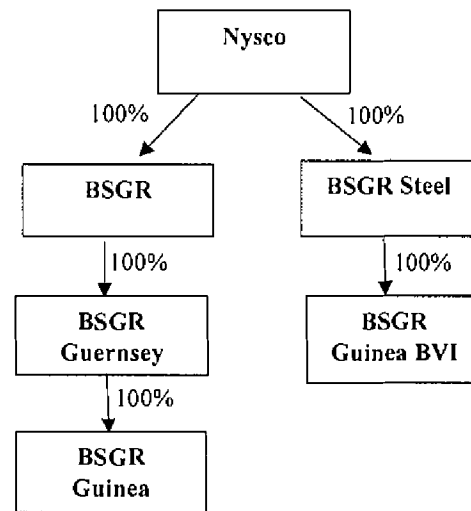 Nysco
100% 100%
BSGR BSGR Steel
100% 100%
BSGR BSGR
Guernsey Guinea BVI
100%
BSGR
Guinea